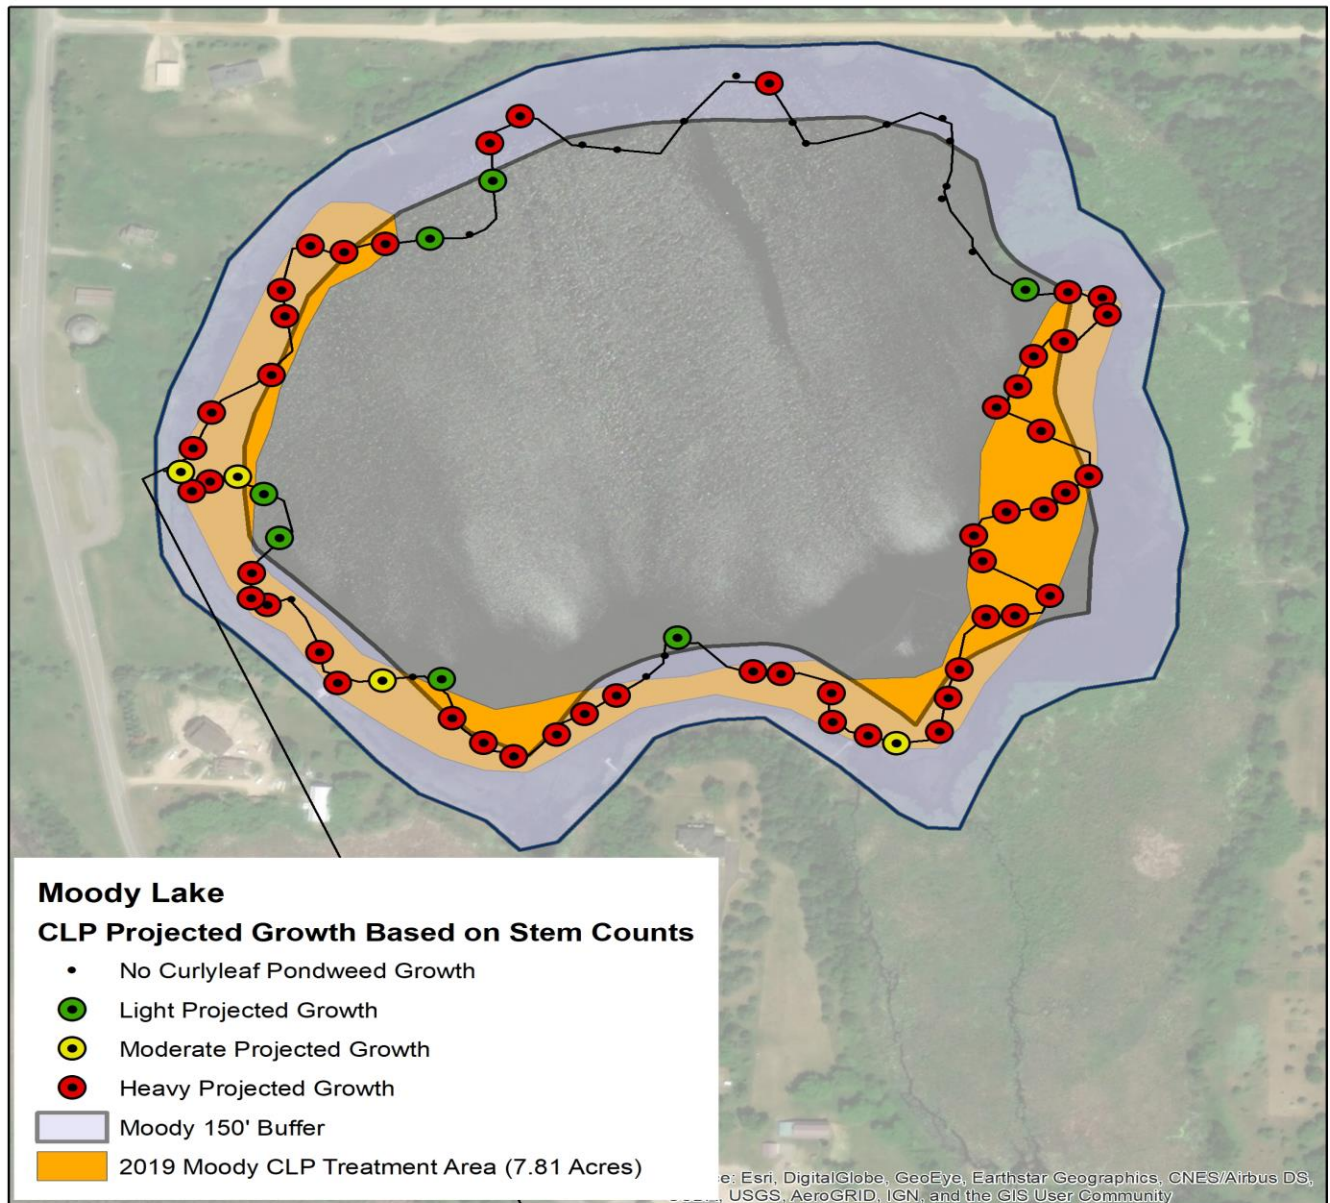 Moody Lake
CLP Projected Growth Based on Stem Counts
No Curlyleaf Pondweed Growth
Light Projected Growth
Moderate Projected Growth
Heavy Projected Growth
Moody 150' Buffer
2019 Moody CLP Treatment Area (7.81 Acres)
Esri, DigitalGlobe, GeoEye, Earthstar Geographics, CNES/Airbus DS,
USGS, AeroGRID, IGN, and the GIS User Community